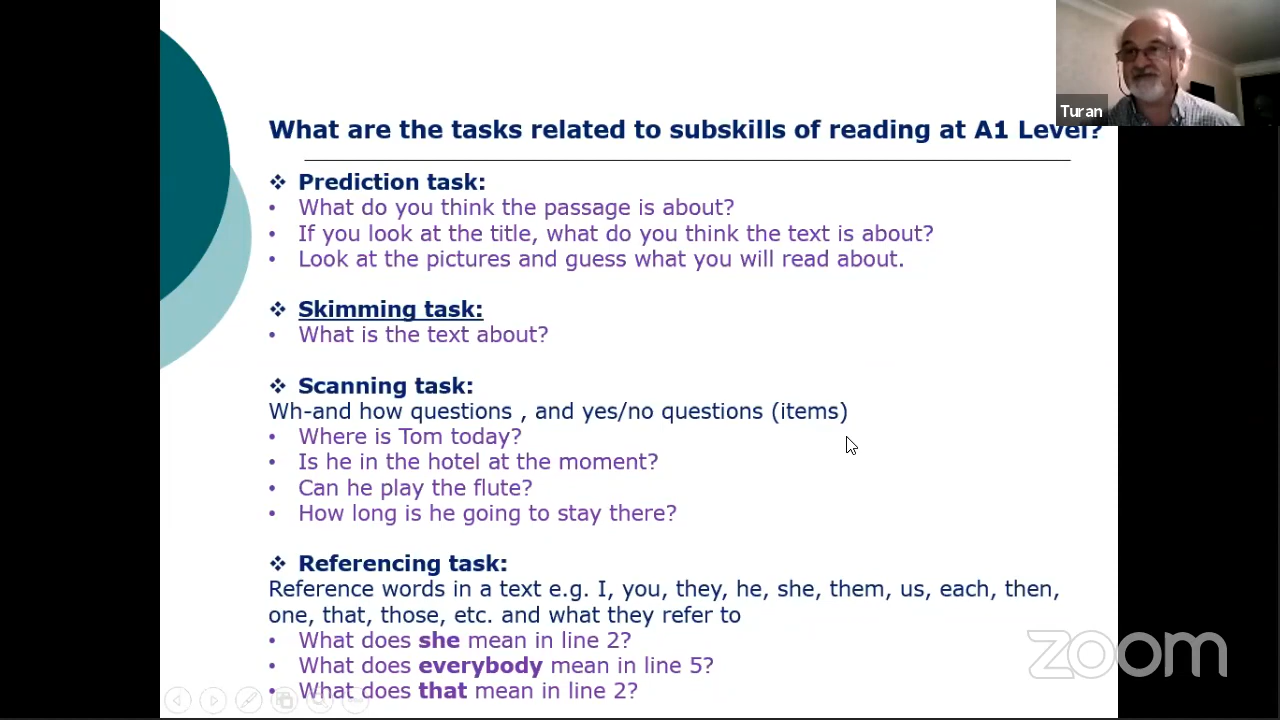 What are the tasks related to subskills of reading at A1 Level?
Turan
❖ Prediction task:
• What do you think the passage is about?
• If you look at the title, what do you think the text is about?
• Look at the pictures and guess what you will read about.
❖ Skimming task:
• What is the text about?
❖ Scanning task:
Wh-and how questions , and yes/no questions (items)
• Where is Tom today?
• Is he in the hotel at the moment?
• Can he play the flute?
• How long is he going to stay there?
❖ Referencing task:
Reference words in a text e.g. I, you, they, he, she, them, us, each, then,
one, that, those, etc. and what they refer to
• What does she mean in line 2?
• What does everybody mean in line 5?
• What does that mean in line 2?
zoom